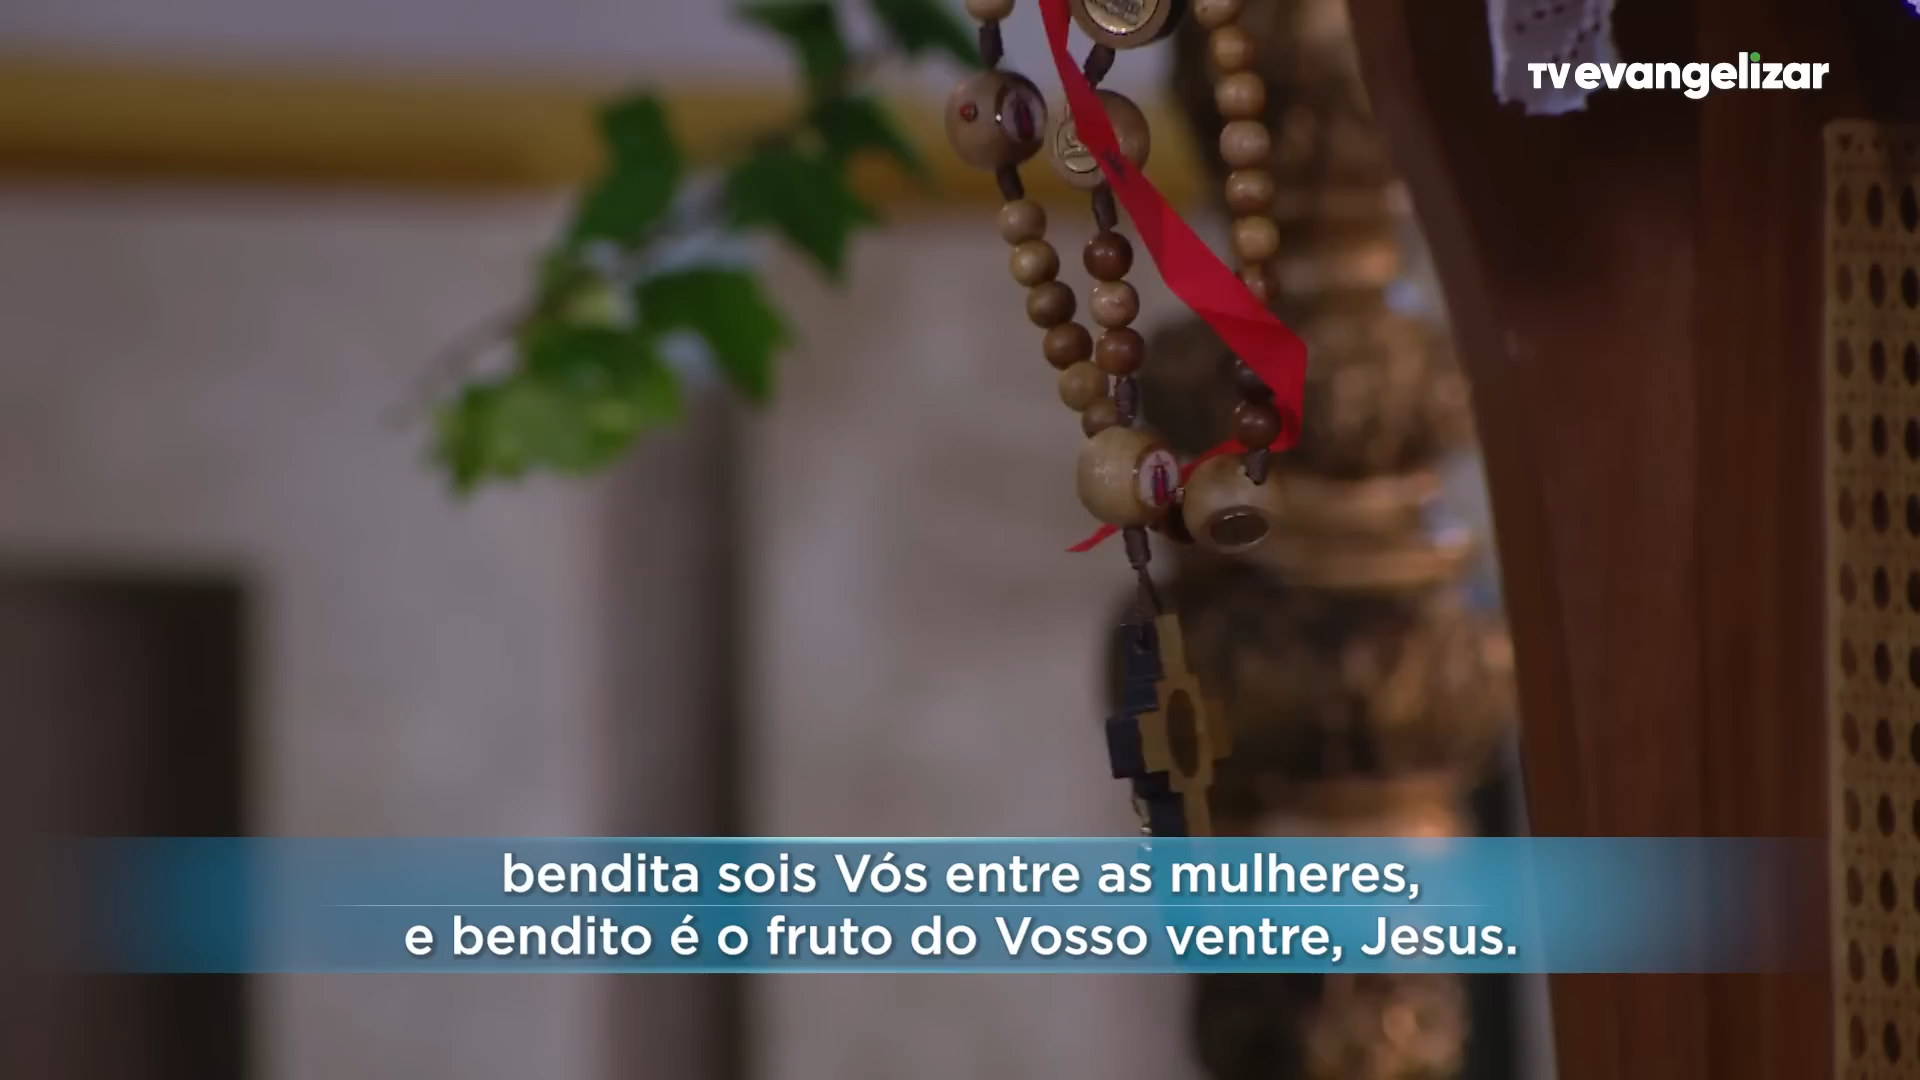 TVevangelizar
bendita sois Vós entre as mulheres,
e bendito é o fruto do Vosso ventre, Jesus.